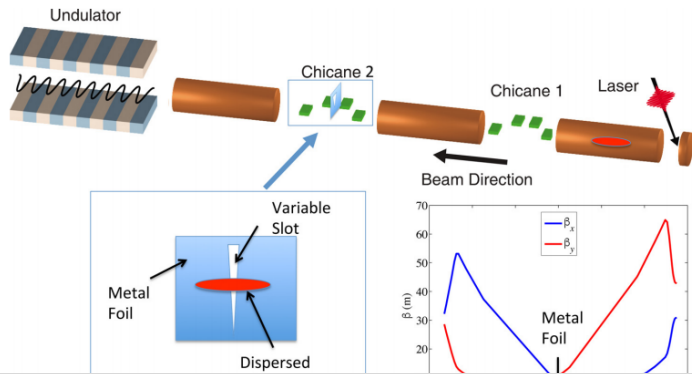 Undulator
Chicane 2
Chicane 1
Laser
Beam Direction
Variable
Slot
Metal
Foil
Dispersed
70
60
50
40
30
20
β (m)
βx
βy
Metal
Foil